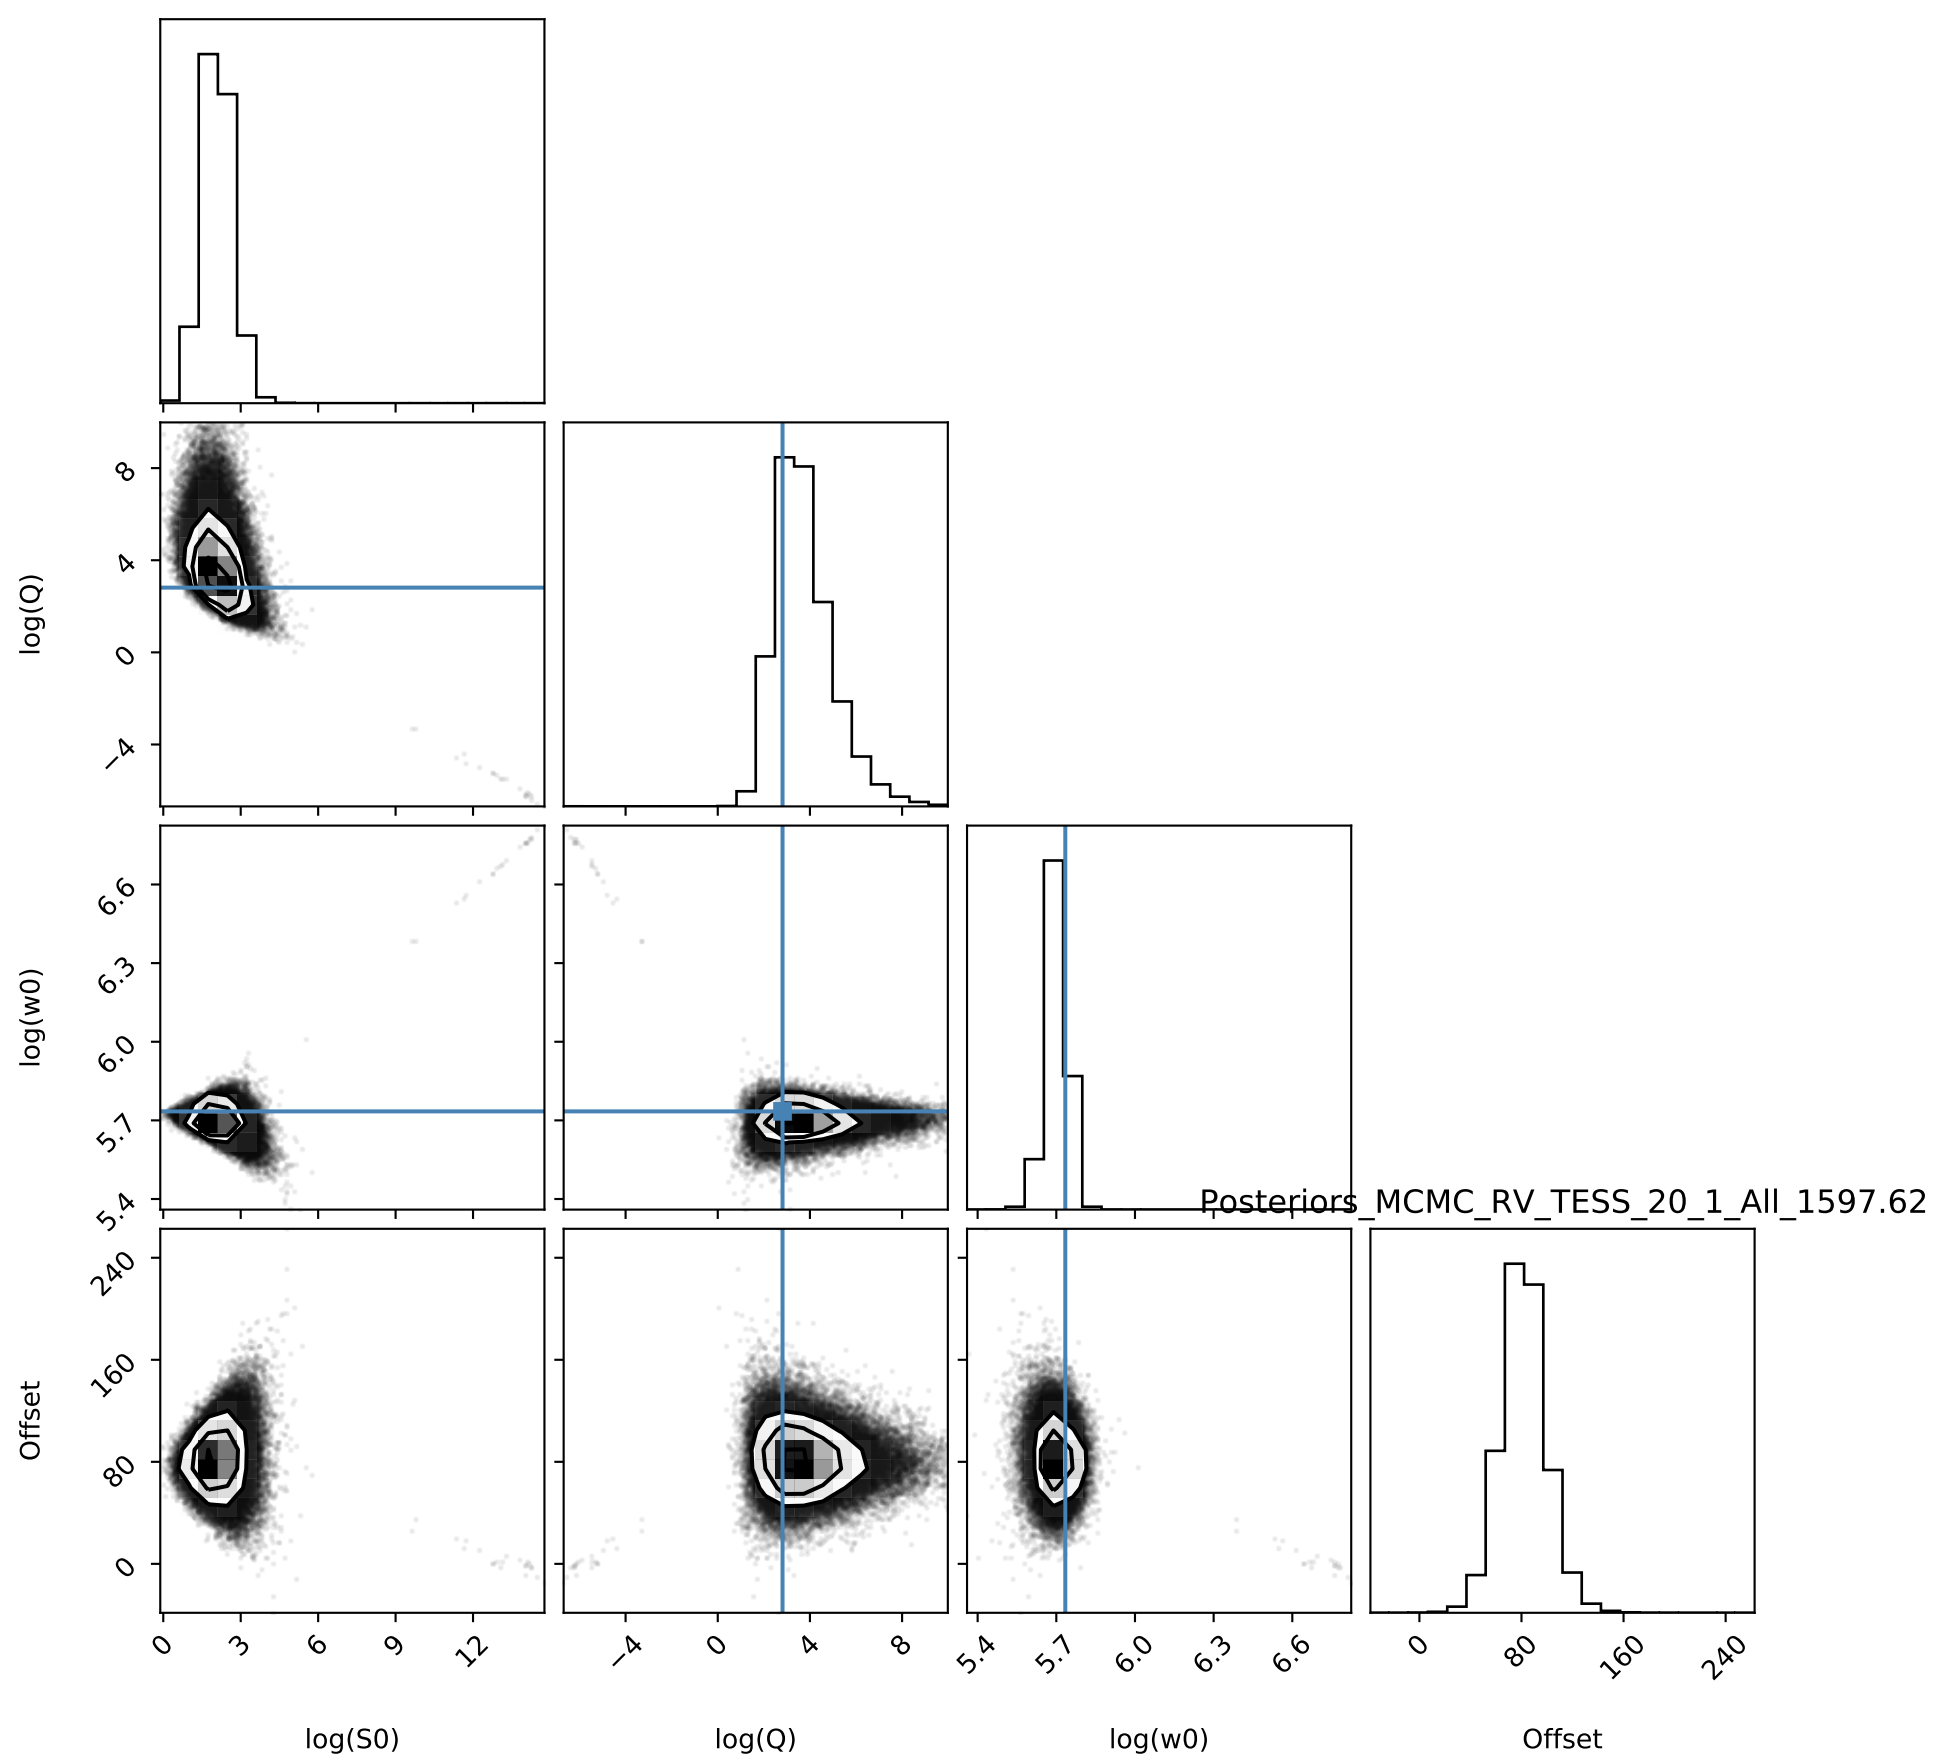 8
4
0
−4
log(Q)
6.6
6.3
6.0
5.7
5.4
log(w0)
Posteriors_MCMC_RV_TESS_20_1_All_1597.62
240
160
80
0
Offset
0 3 6 9 12
−4 0 4 8
5.4 5.7 6.0 6.3 6.6
0 80 160 240
log(S0) log(Q) log(w0) Offset